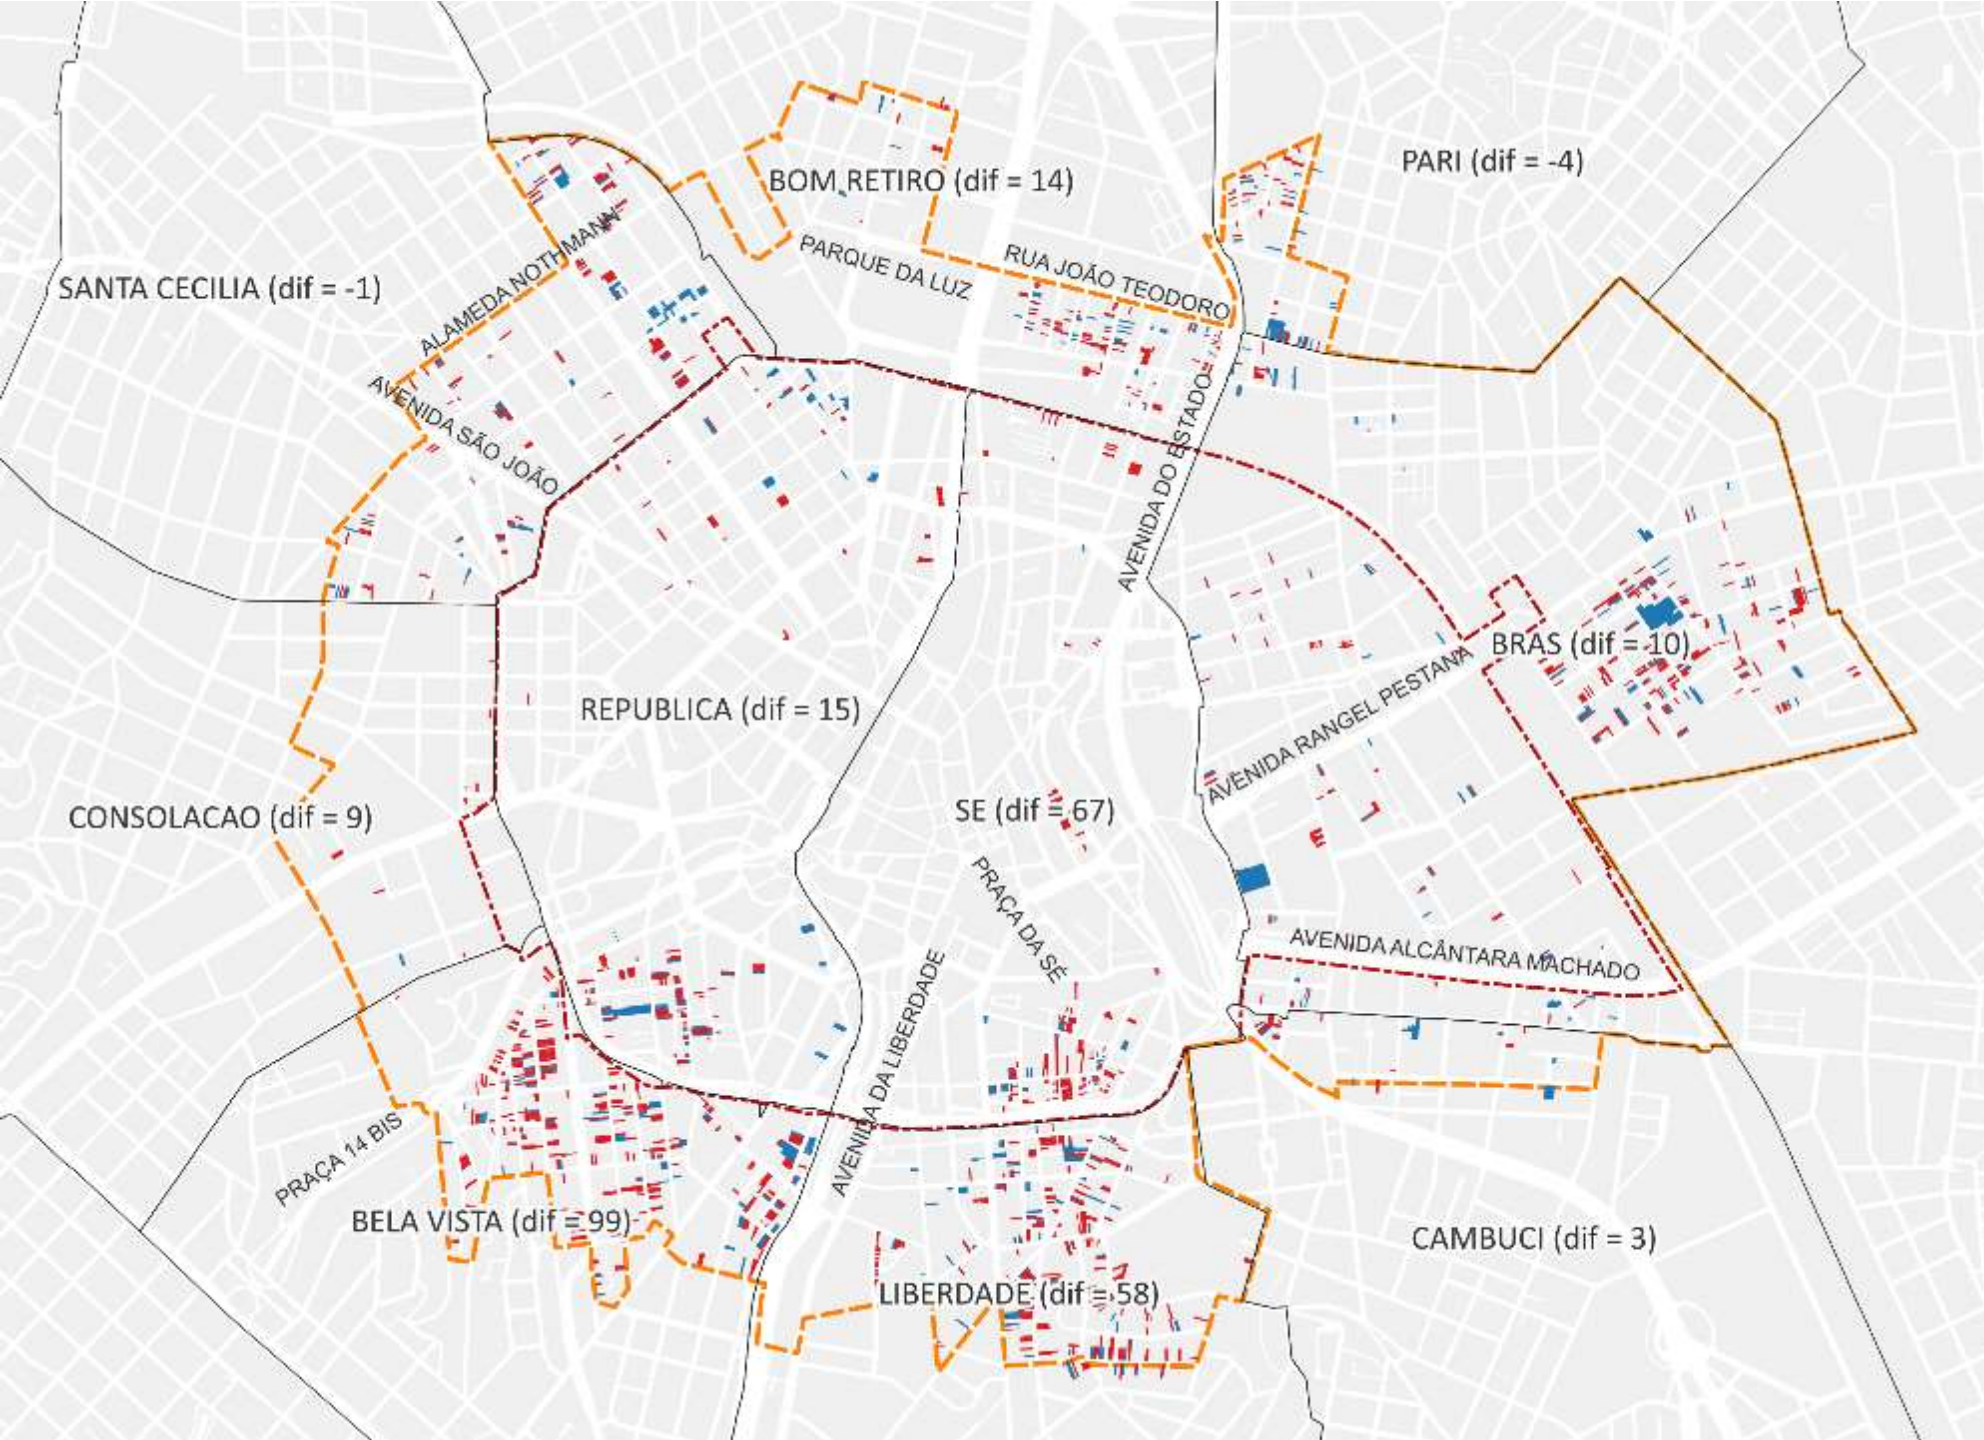 PARI (dif = -4)
BOM RETIRO (dif = 14)
PARQUE DA LUZ
RUA JOÃO TEODORO
SANTA CECILIA (dif = -1)
ALAMEDA NOTHMANN
AVENIDA SÃO JOÃO
AVENIDA DO ESTADO
BRAS (dif = 10)
REPUBLICA (dif = 15)
AVENIDA RANGEL PESTANA
CONSOLACAO (dif = 9)
SE (dif = 67)
PRAÇA DA SÉ
AVENIDA ALCÂNTARA MACHADO
AVENIDA DA LIBERDADE
PRAÇA 14 BIS
BELA VISTA (dif = 99)
CAMBUCI (dif = 3)
LIBERDADE (dif = 58)